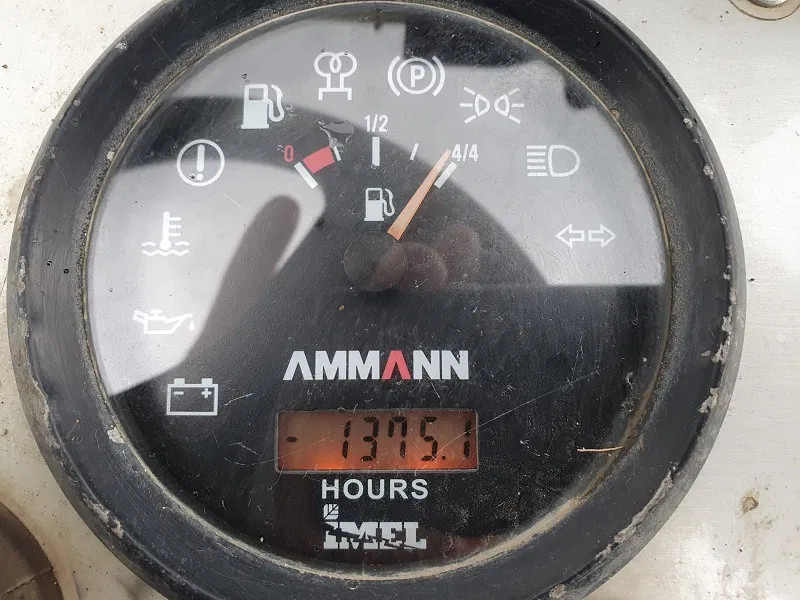 P
1/2
0
4/4
AMMANN
- 1375.1
HOURS
IMEL